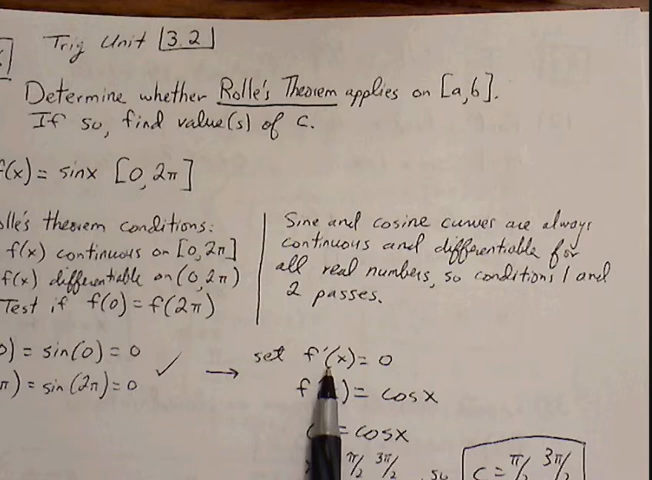 Trig Unit 3.2
Determine whether Rolle's Theorem applies on [a,b].
If so, find value(s) of c.
f(x) = sinx [0, 2π]
olle's theorem conditions:
f(x) continuous on [0, 2π]
f(x) differentiable on (0, 2π)
Test if f(0) = f(2π)
0) = sin(0) = 0 ✓
π) = sin(2π) = 0
Sine and cosine curves are always
continuous and differentiable for
all real numbers, so conditions 1 and
2 passes.
→ set f'(x) = 0
f ) = cosx
= cosx
π/2 3π/2 so c = π/2 3π/2